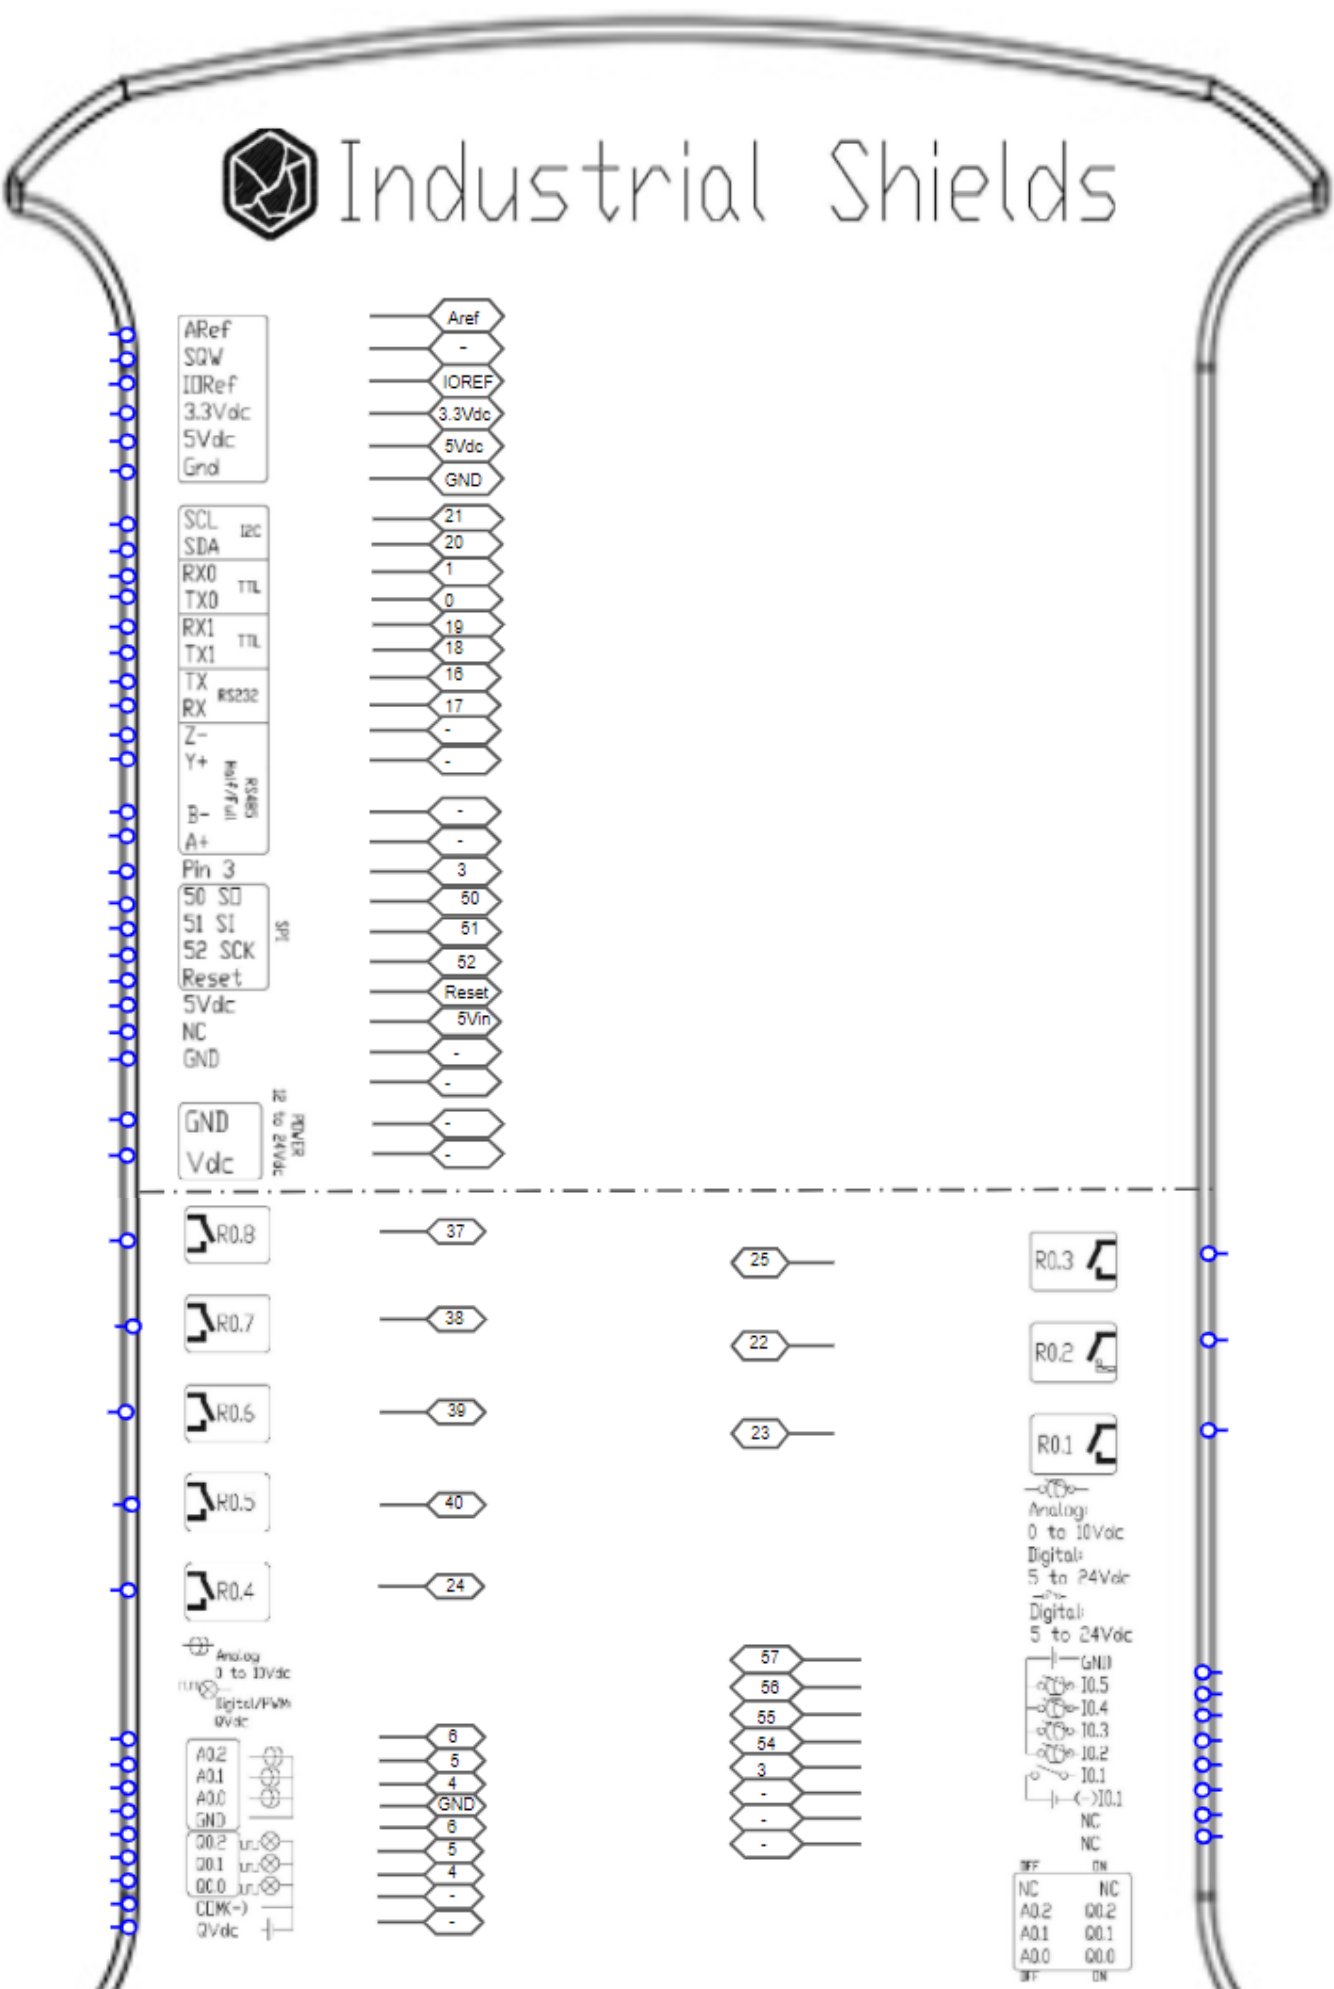 Industrial Shields
ARef
SQW
IORef
3.3Vdc
5Vdc
Gnd
Aref
-
IOREF
3.3Vdc
5Vdc
GND
SCL
SDA
I2C
RX0
TX0
TTL
RX1
TX1
TTL
TX
RX
RS232
Z-
Y+
B-
A+
RS485
Half/Full
Pin 3
50 SO
51 SI
52 SCK
Reset
SPI
5Vdc
NC
GND
21
20
1
0
19
18
16
17
-
-
-
-
3
50
51
52
Reset
5Vin
-
-
GND
Vdc
POWER
12 to 24Vdc
-
-
R0.8
37
R0.7
38
R0.6
39
R0.5
40
R0.4
24
25
R0.3
22
R0.2
23
R0.1
Analog:
0 to 10Vdc
Digital:
5 to 24Vdc
Digital:
5 to 24Vdc
Analog
0 to 10Vdc
Digital/PWM
QVdc
A0.2
A0.1
A0.0
GND
Q0.2
Q0.1
Q0.0
COM(-)
QVdc
6
5
4
GND
6
5
4
-
-
57
56
55
54
3
-
-
-
GND
I0.5
I0.4
I0.3
I0.2
I0.1
(-)I0.1
NC
NC
OFF ON
NC NC
A0.2 Q0.2
A0.1 Q0.1
A0.0 Q0.0
OFF ON